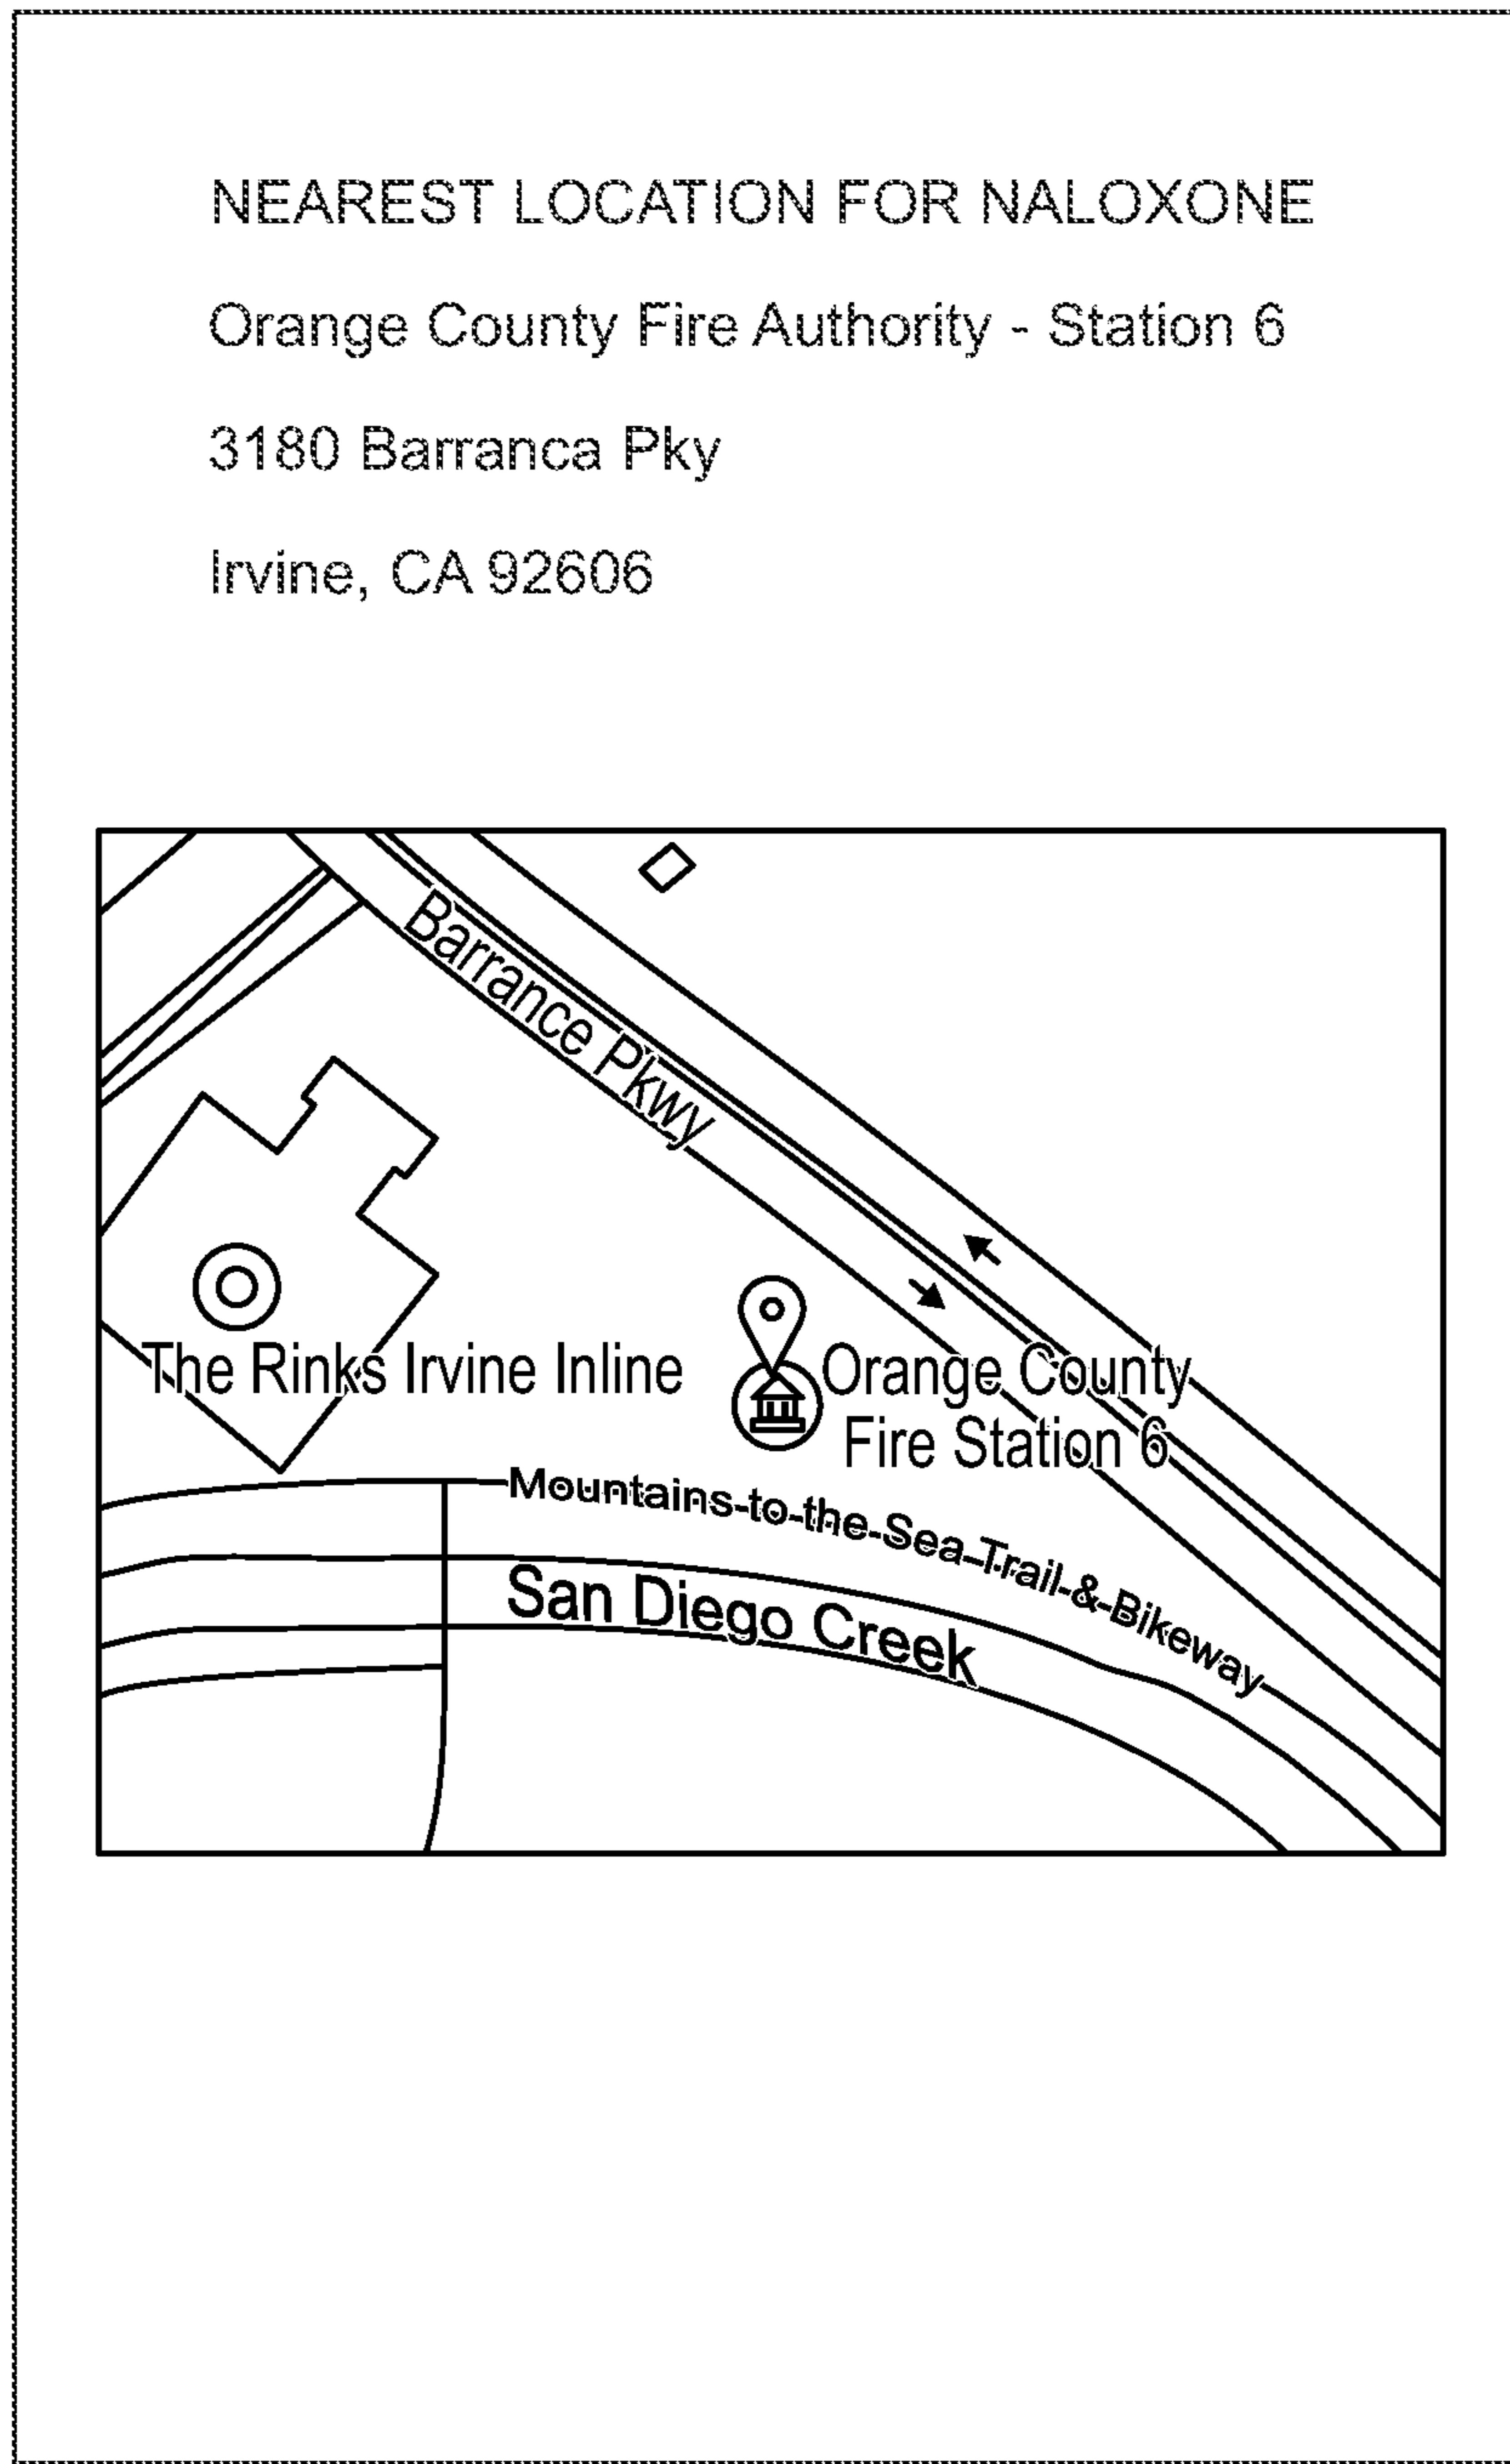 NEAREST LOCATION FOR NALOXONE
Orange County Fire Authority - Station 6
3180 Barranca Pky
Irvine, CA 92606
Barrance Pkwy
The Rinks Irvine Inline
Orange County
Fire Station 6
Mountains-to-the-Sea-Trail-&-Bikeway
San Diego Creek